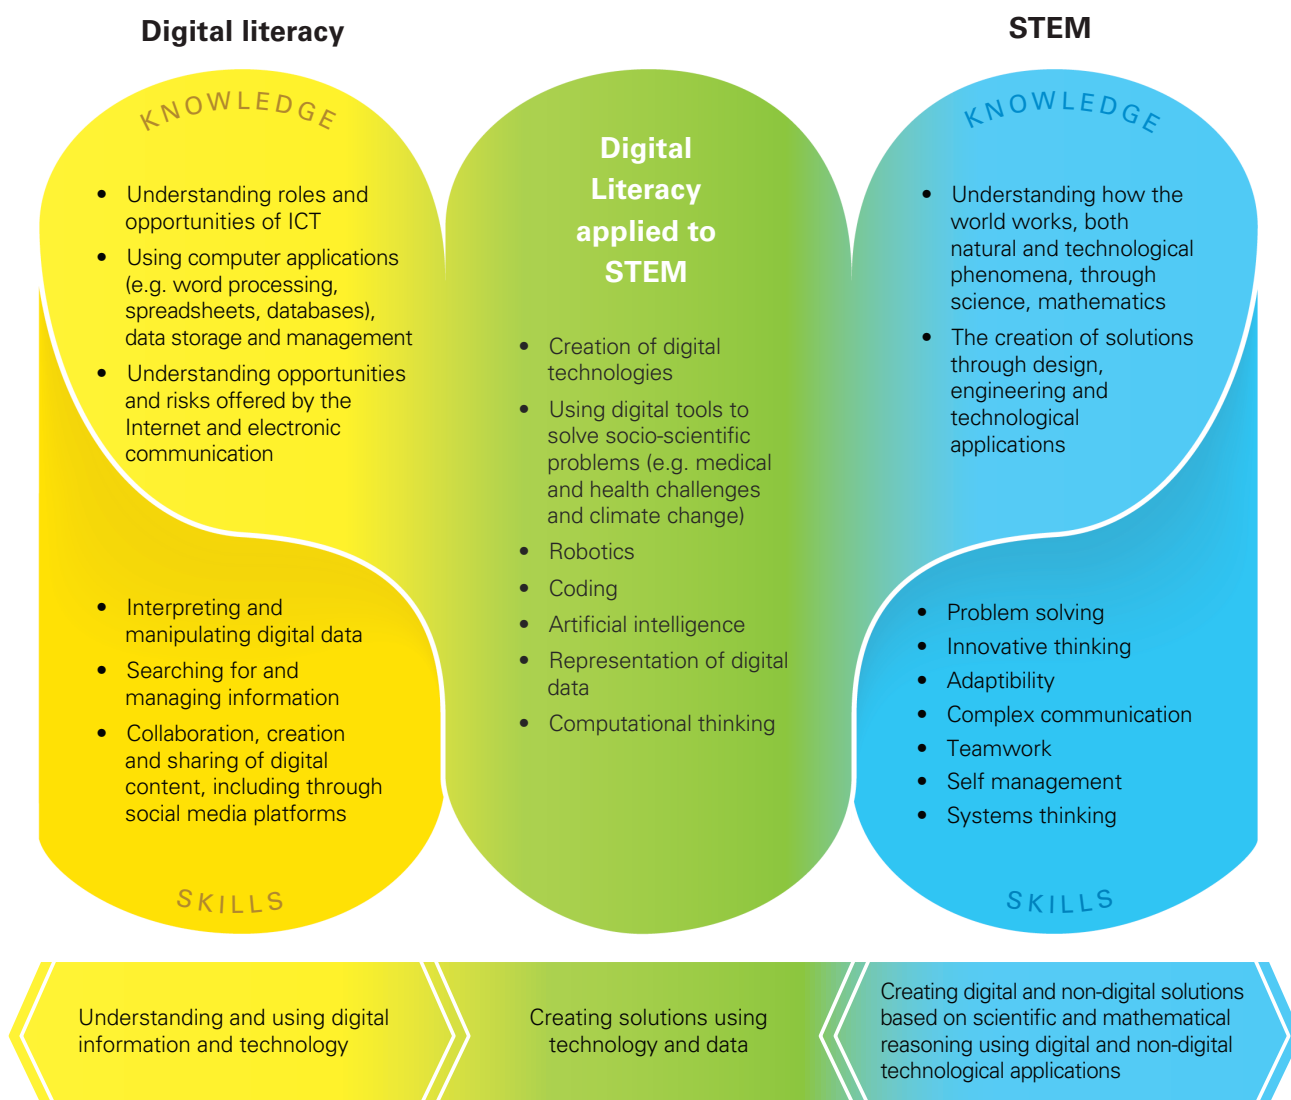 Digital literacy
KNOWLEDGE
• Understanding roles and
opportunities of ICT
• Using computer applications
(e.g. word processing,
spreadsheets, databases),
data storage and management
• Understanding opportunities
and risks offered by the
Internet and electronic
communication
• Interpreting and
manipulating digital data
• Searching for and
managing information
• Collaboration, creation
and sharing of digital
content, including through
social media platforms
SKILLS
Digital
Literacy
applied to
STEM
• Creation of digital
technologies
• Using digital tools to
solve socio-scientific
problems (e.g. medical
and health challenges
and climate change)
• Robotics
• Coding
• Artificial intelligence
• Representation of digital
data
• Computational thinking
STEM
KNOWLEDGE
• Understanding how the
world works, both
natural and technological
phenomena, through
science, mathematics
• The creation of solutions
through design,
engineering and
technological
applications
• Problem solving
• Innovative thinking
• Adaptibility
• Complex communication
• Teamwork
• Self management
• Systems thinking
SKILLS
Understanding and using digital
information and technology
Creating solutions using
technology and data
Creating digital and non-digital solutions
based on scientific and mathematical
reasoning using digital and non-digital
technological applications